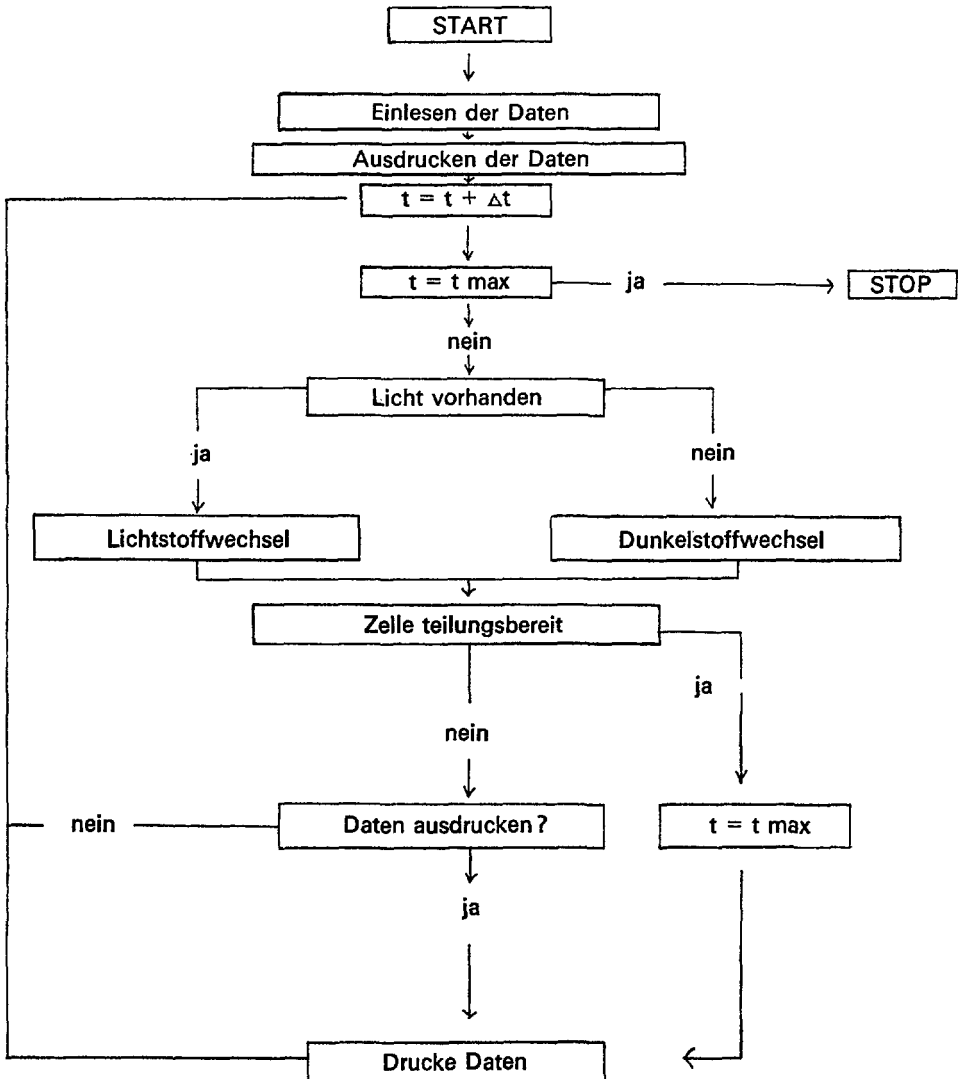 START
Einlesen der Daten
Ausdrucken der Daten
t = t + Δt
t = t max
ja
STOP
nein
Licht vorhanden
ja
nein
Lichtstoffwechsel
Dunkelstoffwechsel
Zelle teilungsbereit
ja
nein
nein
Daten ausdrucken?
t = t max
ja
Drucke Daten